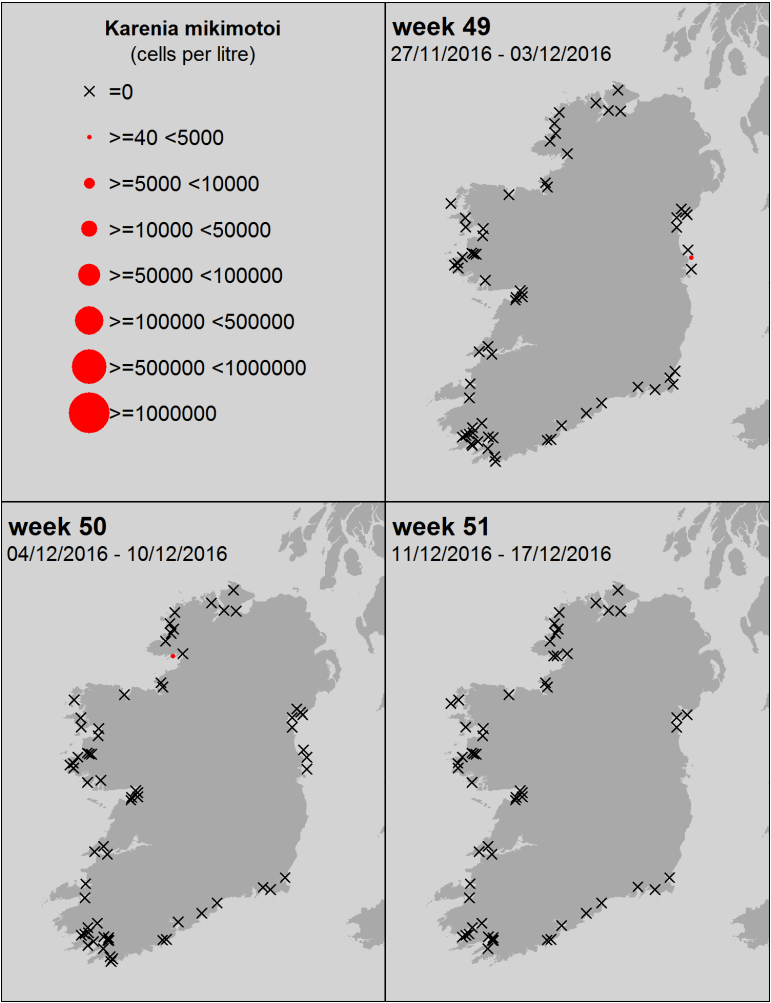 Karenia mikimotoi
(cells per litre)
=0
>=40 <5000
>=5000 <10000
>=10000 <50000
>=50000 <100000
>=100000 <500000
>=500000 <1000000
>=1000000
week 49
27/11/2016 - 03/12/2016
week 50
04/12/2016 - 10/12/2016
week 51
11/12/2016 - 17/12/2016